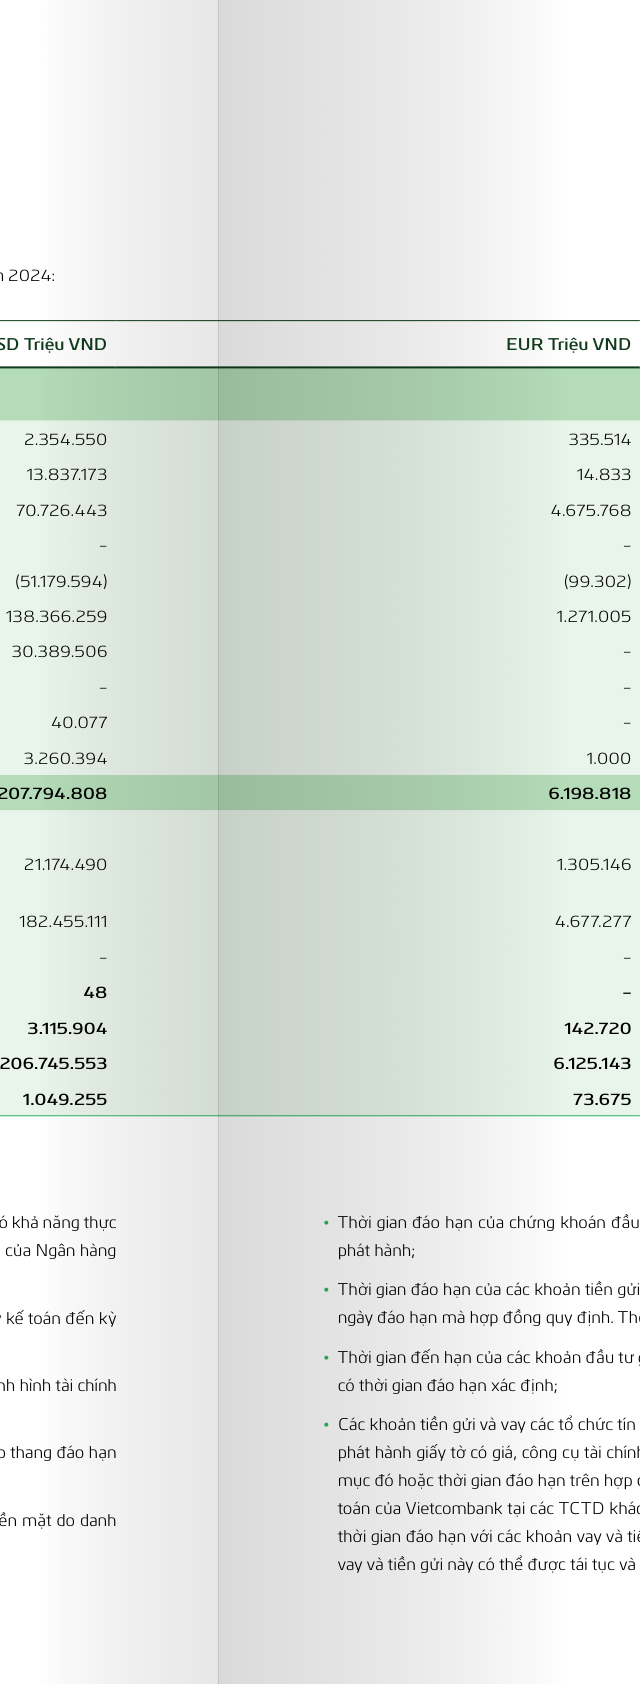 2024:
Triệu VND EUR Triệu VND
2.354.550 335.514
13.837.173 14.833
70.726.443 4.675.768
– –
(51.179.594) (99.302)
138.366.259 1.271.005
30.389.506 –
– –
40.077 –
3.260.394 1.000
207.794.808 6.198.818
21.174.490 1.305.146
182.455.111 4.677.277
– –
48 –
3.115.904 142.720
206.745.553 6.125.143
1.049.255 73.675
khả năng thực
của Ngân hàng
kế toán đến kỳ
hình tài chính
thang đáo hạn
mặt do danh
• Thời gian đáo hạn của chứng khoán đầu
phát hành;
• Thời gian đáo hạn của các khoản tiền gửi
ngày đáo hạn mà hợp đồng quy định.
• Thời gian đến hạn của các khoản đầu tư
có thời gian đáo hạn xác định;
• Các khoản tiền gửi và vay các tổ chức tín
phát hành giấy tờ có giá, công cụ tài chính
mục đó hoặc thời gian đáo hạn trên hợp
toán của Vietcombank tại các TCTD khác
thời gian đáo hạn với các khoản vay và
vay và tiền gửi này có thể được tái tục và